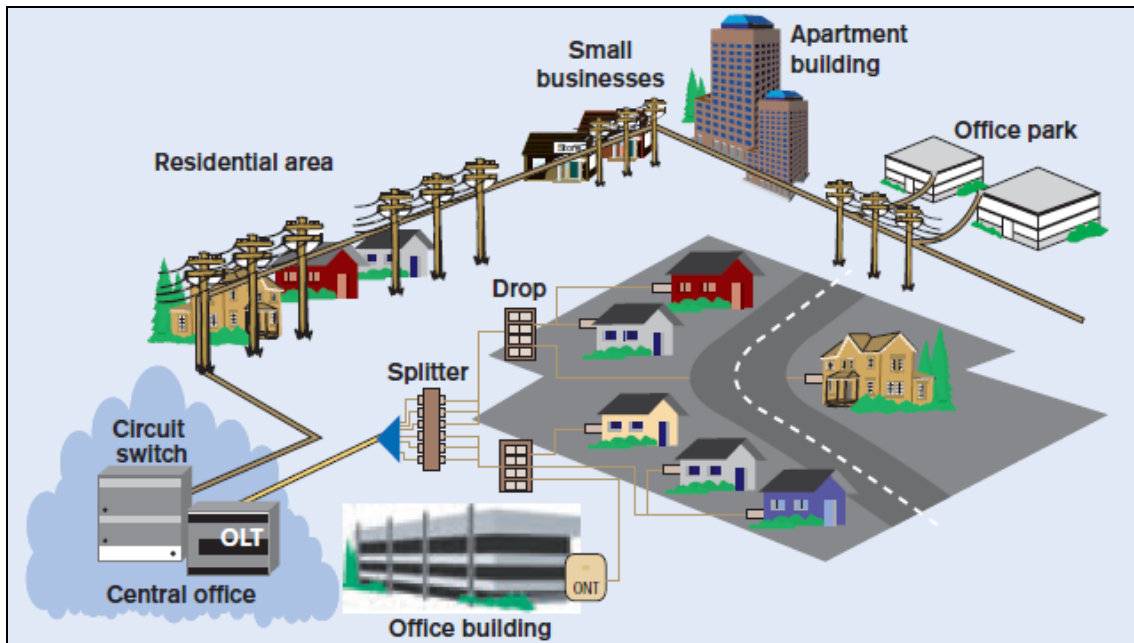 Small
businesses
Apartment
building
Office park
Residential area
Store
Drop
Splitter
Circuit
switch
OLT
Central office
ONT
Office building